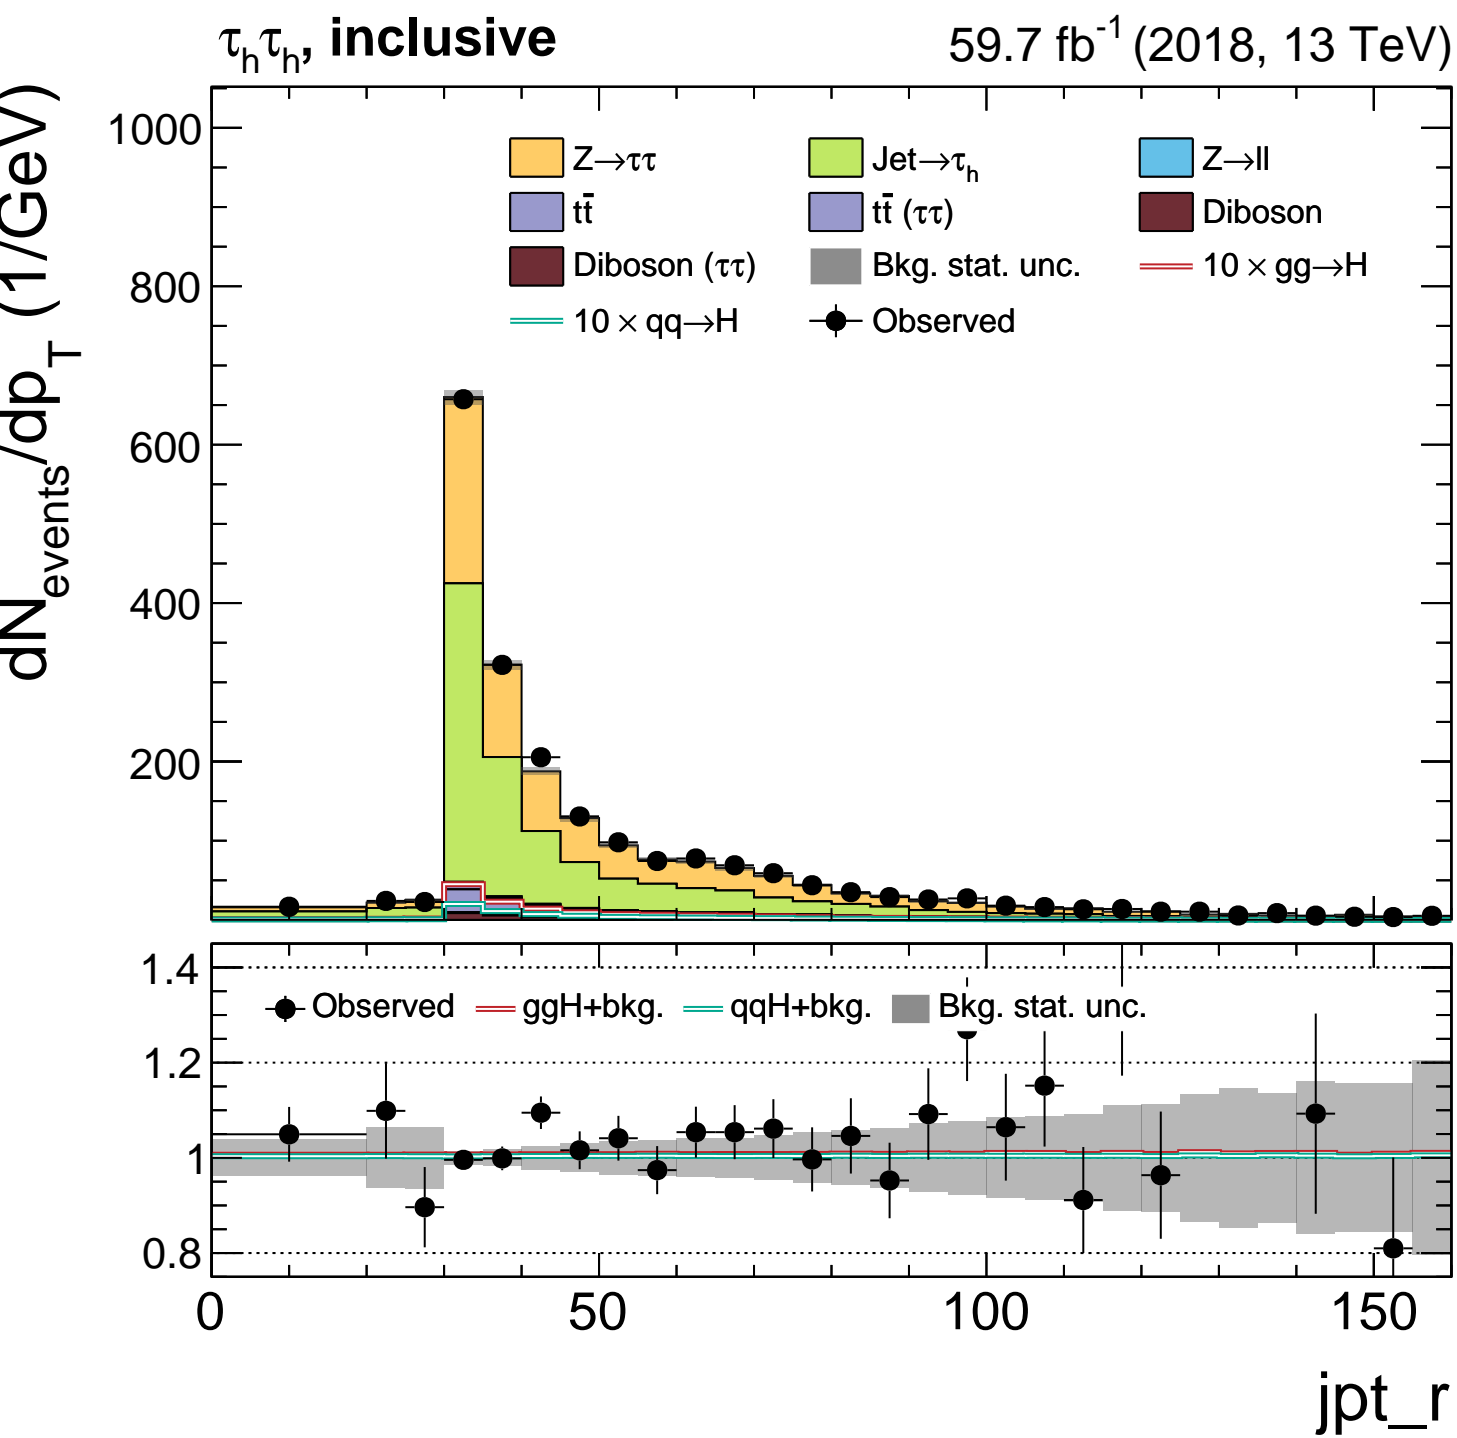 τhτh, inclusive 59.7 fb-1 (2018, 13 TeV)
dNevents/dpT (1/GeV)
1000
800
600
400
200
Z→ττ Jet→τh Z→ll
tt̄ tt̄ (ττ) Diboson
Diboson (ττ) Bkg. stat. unc. 10 × gg→H
10 × qq→H Observed
1.4
1.2
1
0.8
Observed ggH+bkg. qqH+bkg. Bkg. stat. unc.
0 50 100 150
jpt_r